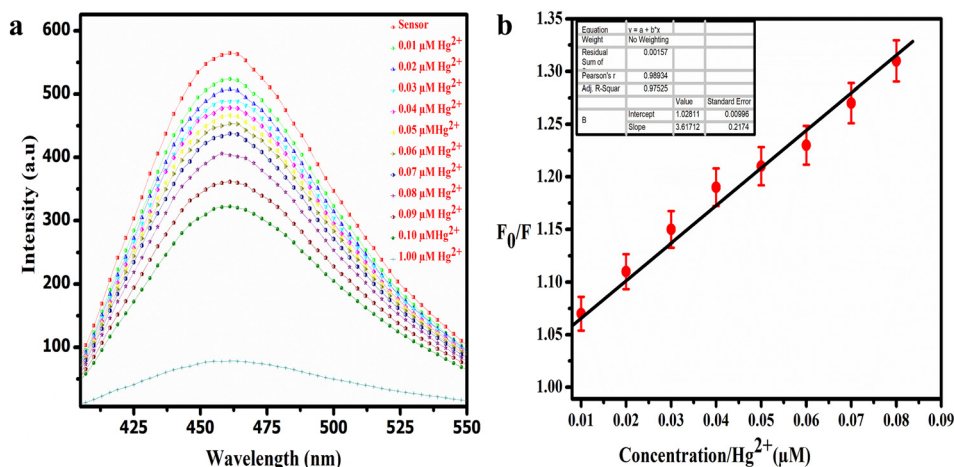 a
600
500
400
300
200
100
Intensity (a.u)
425
450
475
500
525
550
Wavelength (nm)
Sensor
0.01 µM Hg2+
0.02 µM Hg2+
0.03 µM Hg2+
0.04 µM Hg2+
0.05 µMHg2+
0.06 µM Hg2+
0.07 µM Hg2+
0.08 µM Hg2+
0.09 µM Hg2+
0.10 µMHg2+
1.00 µM Hg2+
b
1.35
1.30
1.25
1.20
1.15
1.10
1.05
1.00
F0/F
Equation y = a + b*x
Weight No Weighting
Residual 0.00157
Sum of
Pearson's r 0.98934
Adj. R-Squar 0.97525
Value Standard Error
B Intercept 1.02811 0.00996
Slope 3.61712 0.2174
0.01 0.02 0.03 0.04 0.05 0.06 0.07 0.08 0.09
Concentration/Hg2+(µM)